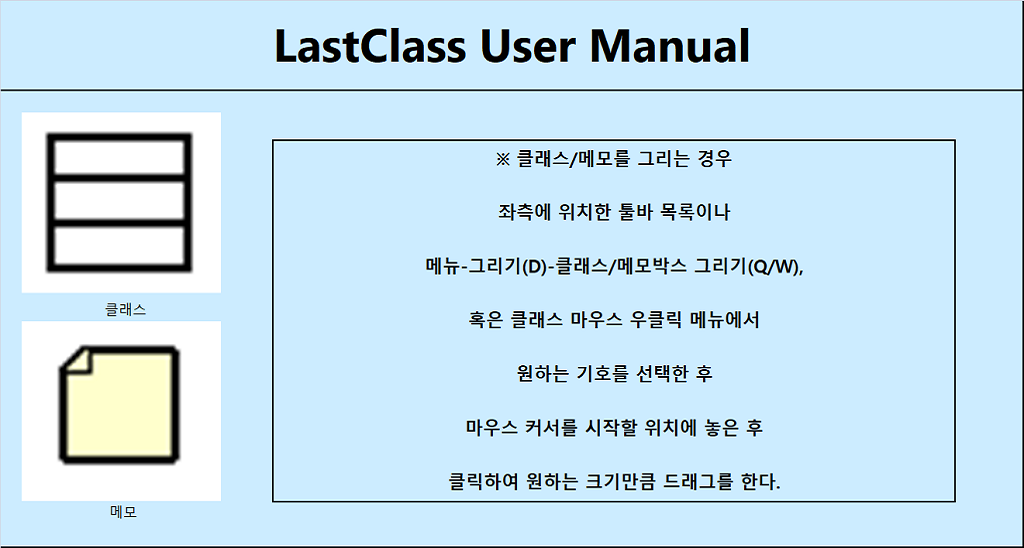 LastClass User Manual
클래스
메모
※ 클래스/메모를 그리는 경우
좌측에 위치한 툴바 목록이나
메뉴-그리기(D)-클래스/메모박스 그리기(Q/W),
혹은 클래스 마우스 우클릭 메뉴에서
원하는 기호를 선택한 후
마우스 커서를 시작할 위치에 놓은 후
클릭하여 원하는 크기만큼 드래그를 한다.